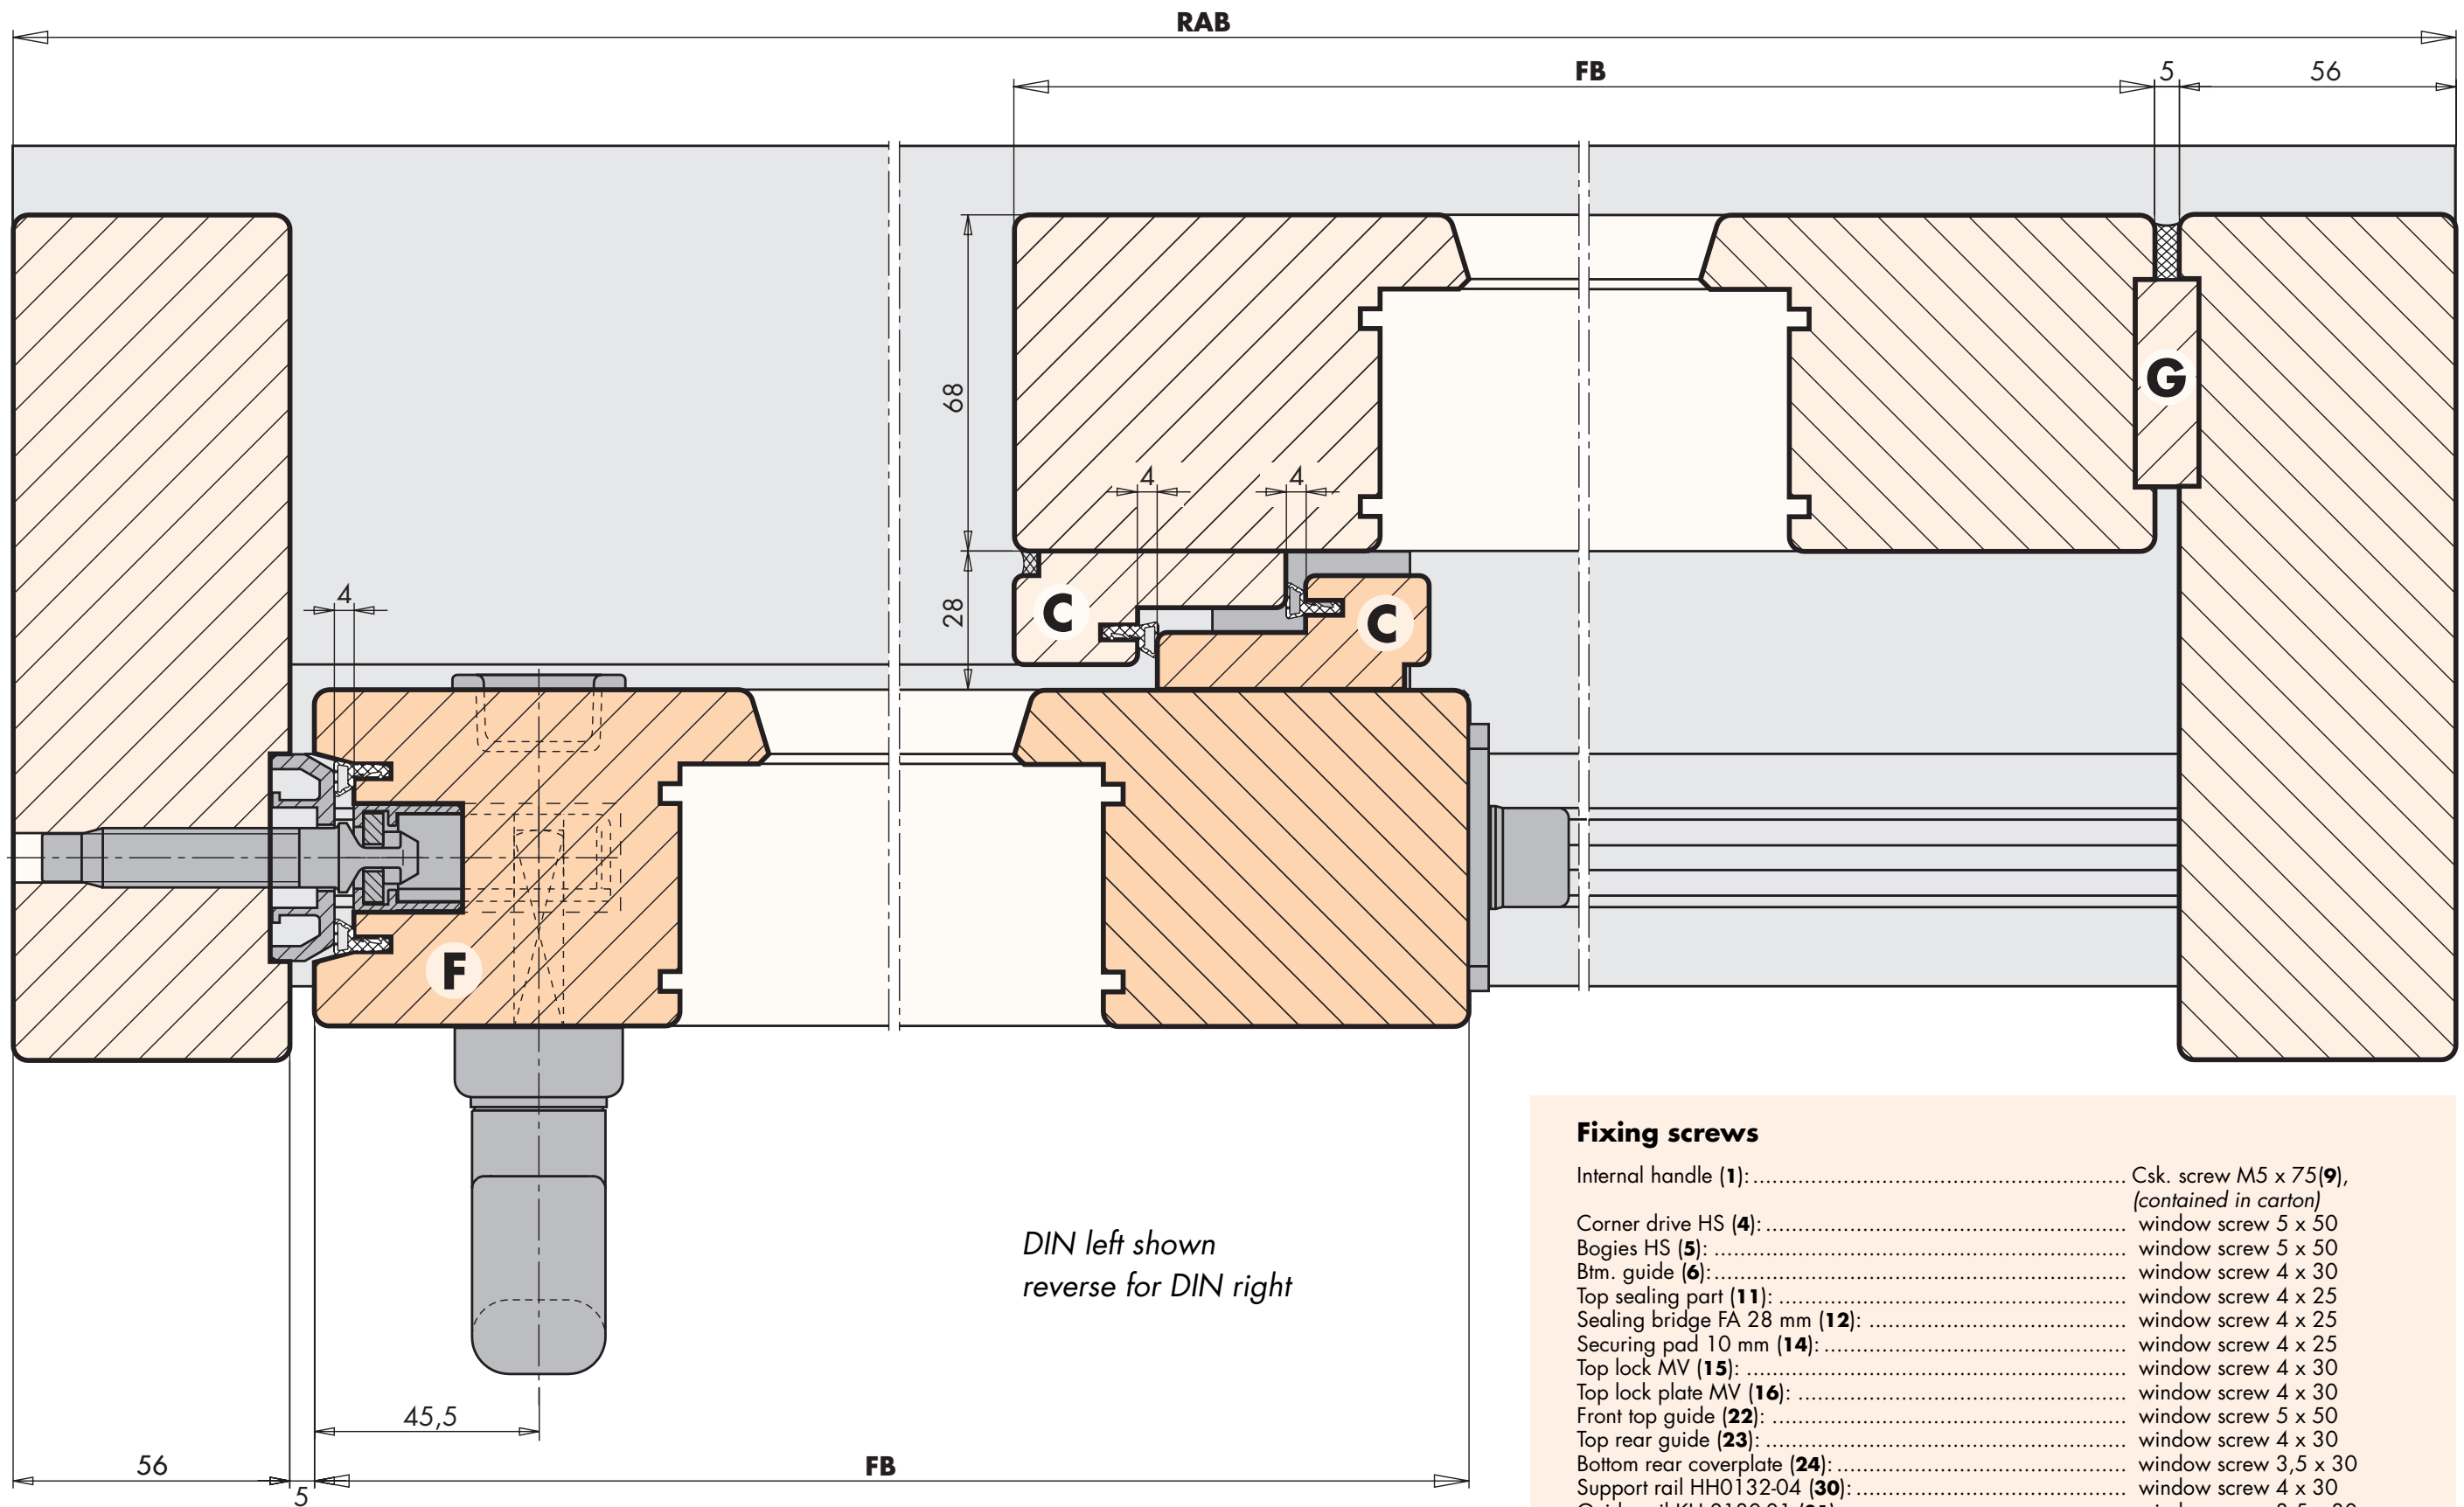 RAB
FB 5 56
68
4 4
G
28
4
C C
F
45,5
56 FB
5
DIN left shown
reverse for DIN right
Fixing screws
Internal handle (1): Csk. screw M5 x 75(9),
(contained in carton)
Corner drive HS (4): window screw 5 x 50
Bogies HS (5): window screw 5 x 50
Btm. guide (6): window screw 4 x 30
Top sealing part (11): window screw 4 x 25
Sealing bridge FA 28 mm (12): window screw 4 x 25
Securing pad 10 mm (14): window screw 4 x 25
Top lock MV (15): window screw 4 x 30
Top lock plate MV (16): window screw 4 x 30
Front top guide (22): window screw 5 x 50
Top rear guide (23): window screw 4 x 30
Bottom rear coverplate (24): window screw 3,5 x 30
Support rail HH0132-04 (30): window screw 4 x 30